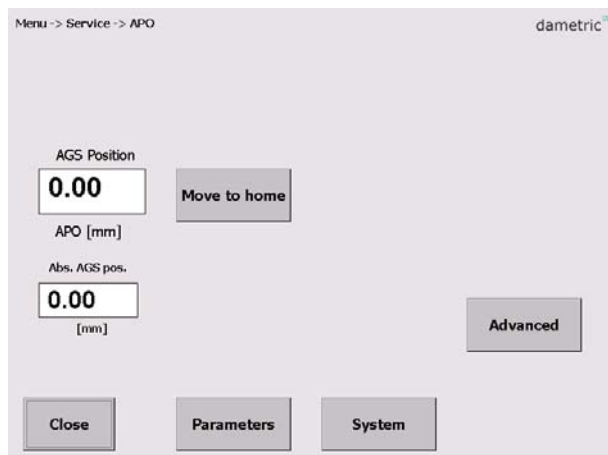 Menu -> Service -> APO
dametric
AGS Position
0.00
Move to home
APO [mm]
Abs. AGS pos.
0.00
[mm]
Advanced
Close
Parameters
System